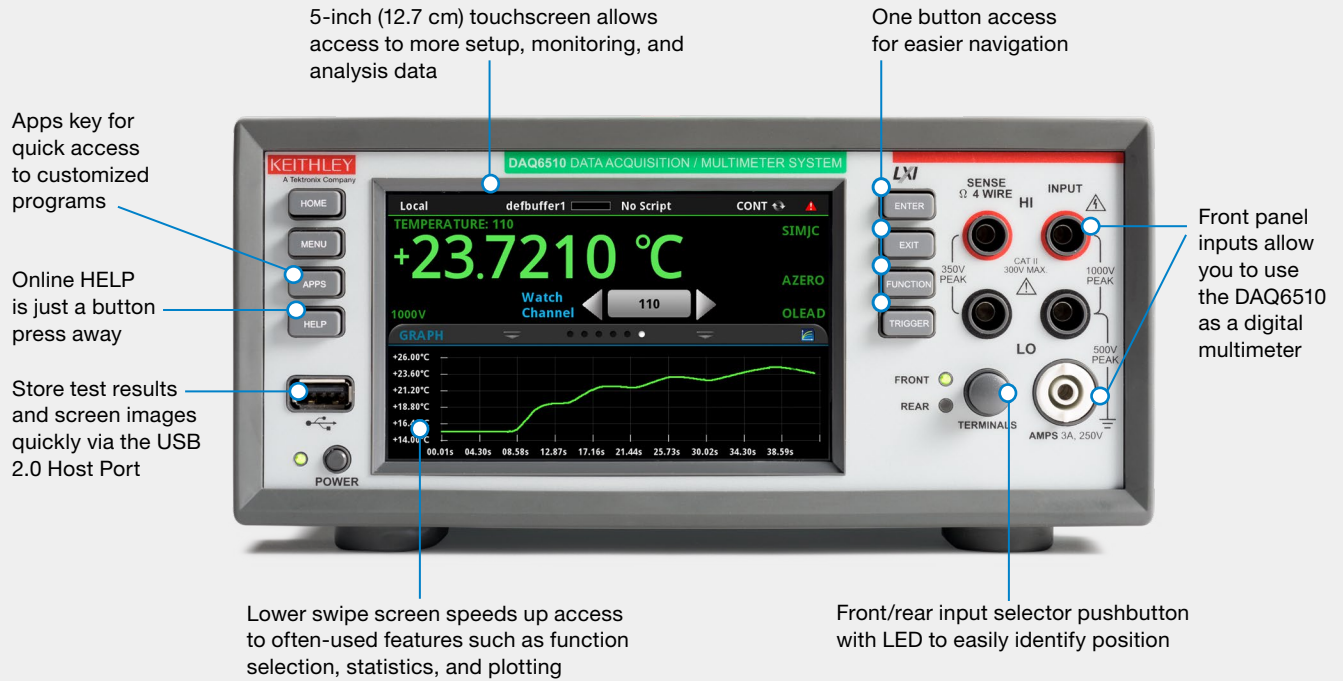 5-inch (12.7 cm) touchscreen allows
access to more setup, monitoring, and
analysis data
One button access
for easier navigation
Apps key for
quick access
to customized
programs
Online HELP
is just a button
press away
Store test results
and screen images
quickly via the USB
2.0 Host Port
KEITHLEY
A Tektronix Company
DAQ6510 DATA ACQUISITION / MULTIMETER SYSTEM
LXI
HOME
MENU
APPS
HELP
POWER
Local defbuffer1 No Script CONT
TEMPERATURE: 110
+23.7210 °C
SIMJC
AZERO
OLEAD
Watch
Channel
110
1000V
GRAPH
+26.00°C
+23.60°C
+21.20°C
+18.80°C
+14.00°C
00.01s 04.30s 08.58s 12.87s 17.16s 21.44s 25.73s 30.02s 34.30s 38.59s
ENTER
EXIT
FUNCTION
TRIGGER
SENSE
Ω 4 WIRE
HI
INPUT
350V
PEAK
CAT II
300V MAX.
1000V
PEAK
LO
500V
PEAK
FRONT
REAR
TERMINALS
AMPS 3A, 250V
Front panel
inputs allow
you to use
the DAQ6510
as a digital
multimeter
Lower swipe screen speeds up access
to often-used features such as function
selection, statistics, and plotting
Front/rear input selector pushbutton
with LED to easily identify position